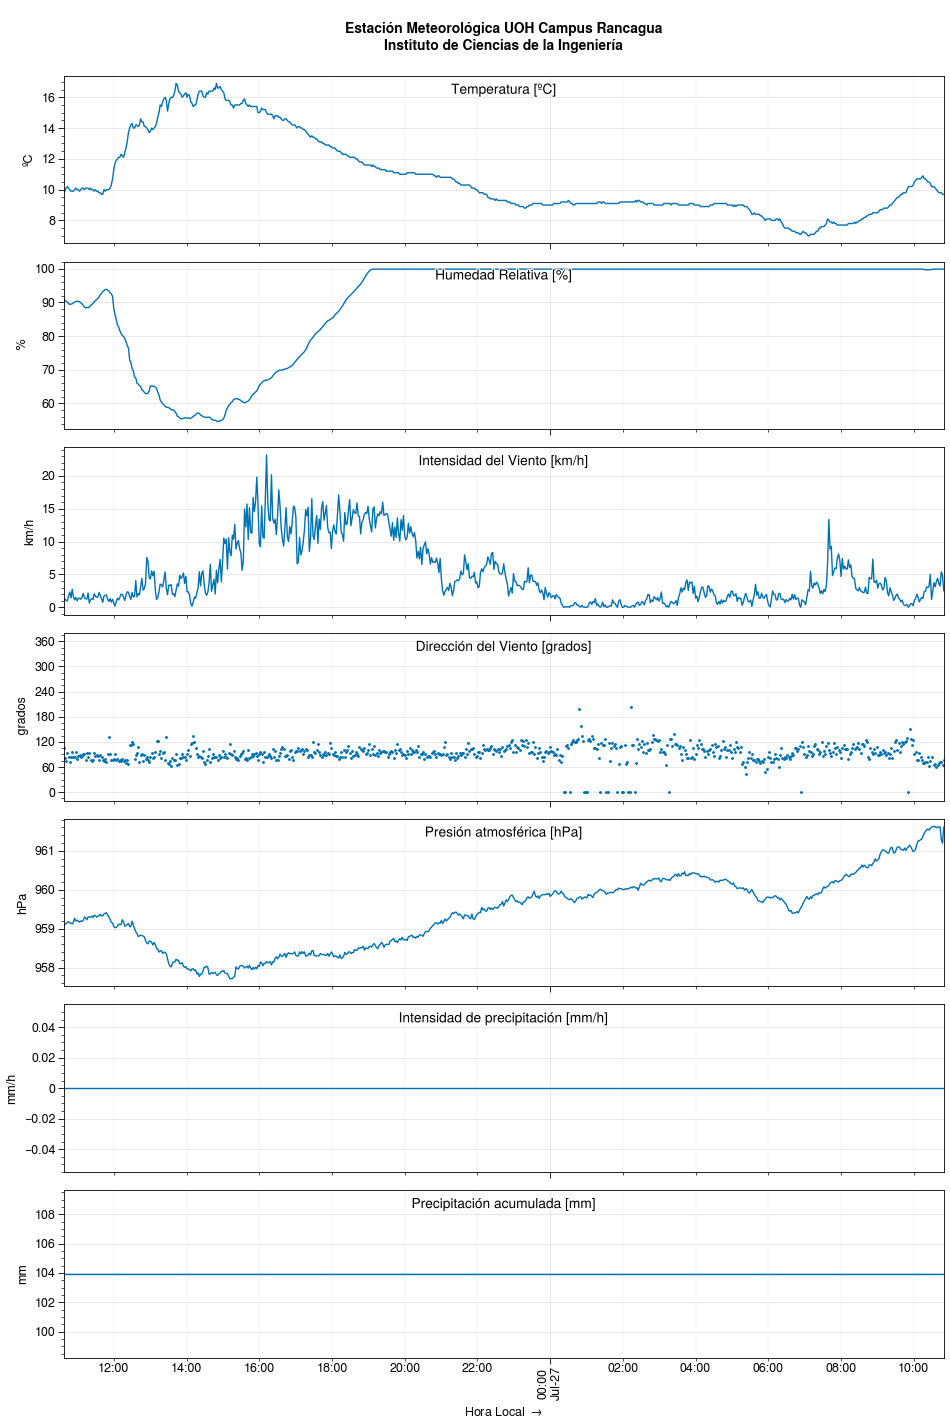 Estación Meteorológica UOH Campus Rancagua
Instituto de Ciencias de la Ingeniería
Temperatura [ºC]
ºC
16
14
12
10
8
Humedad Relativa [%]
%
100
90
80
70
60
Intensidad del Viento [km/h]
km/h
20
15
10
5
0
Dirección del Viento [grados]
grados
360
300
240
180
120
60
0
Presión atmosférica [hPa]
hPa
961
960
959
958
Intensidad de precipitación [mm/h]
mm/h
0.04
0.02
0
−0.02
−0.04
Precipitación acumulada [mm]
mm
108
106
104
102
100
12:00 14:00 16:00 18:00 20:00 22:00 00:00 02:00 04:00 06:00 08:00 10:00
Jul-27
Hora Local →